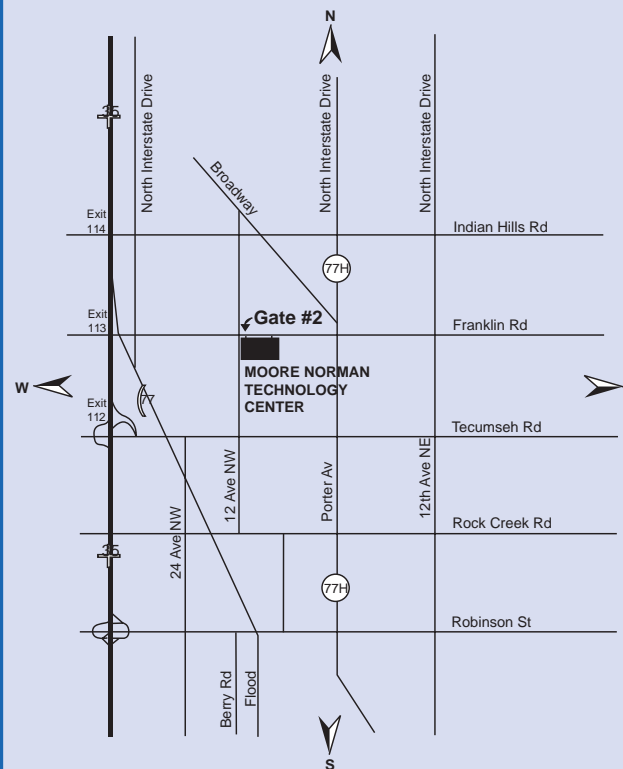 N
35
North Interstate Drive
North Interstate Drive
North Interstate Drive
Broadway
Exit
114
Indian Hills Rd
77H
Gate #2
Exit
113
Franklin Rd
MOORE NORMAN
TECHNOLOGY
CENTER
W
77
Exit
112
Tecumseh Rd
24 Ave NW
12 Ave NW
Porter Av
12th Ave NE
Rock Creek Rd
35
77H
Robinson St
Berry Rd
Flood
S